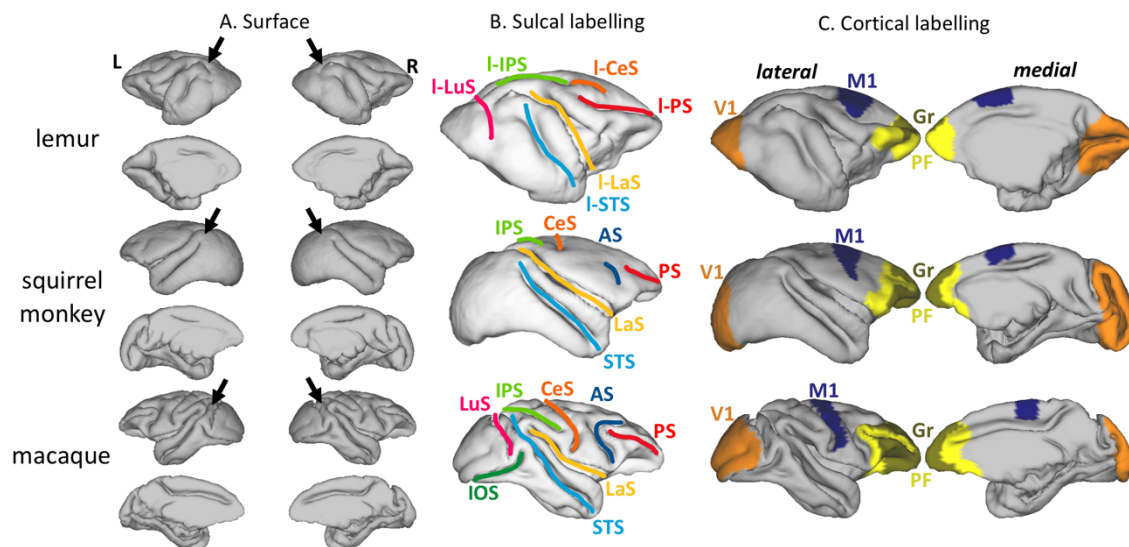 A. Surface
B. Sulcal labelling
C. Cortical labelling
L
R
lemur
squirrel
monkey
macaque
l-IPS
l-CeS
l-LuS
l-PS
l-LaS
l-STS
IPS
CeS
AS
PS
LaS
STS
IPS
CeS
LuS
AS
PS
IOS
LaS
STS
lateral
medial
V1
M1
Gr
PF
V1
M1
Gr
PF
V1
M1
Gr
PF